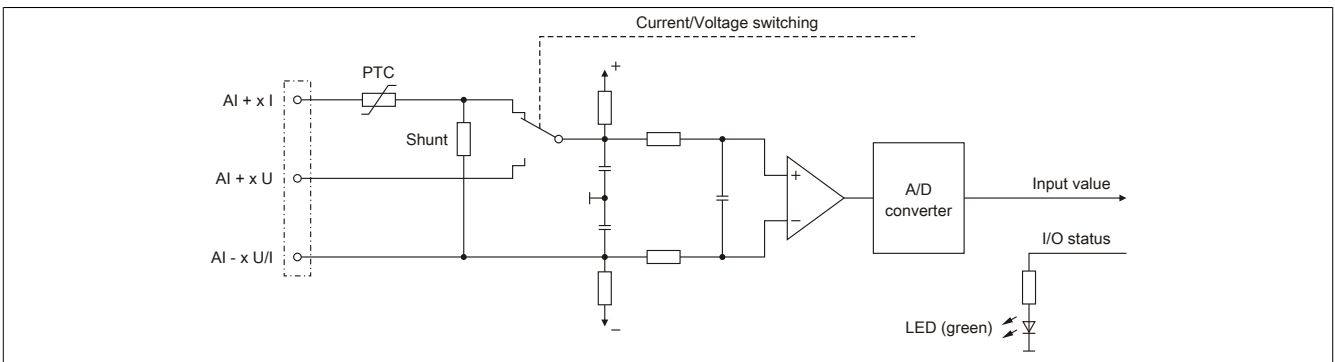 Current/Voltage switching
PTC
+
AI + x I
Shunt
AI + x U
+
−
A/D
converter
Input value
I/O status
AI - x U/I
−
LED (green)